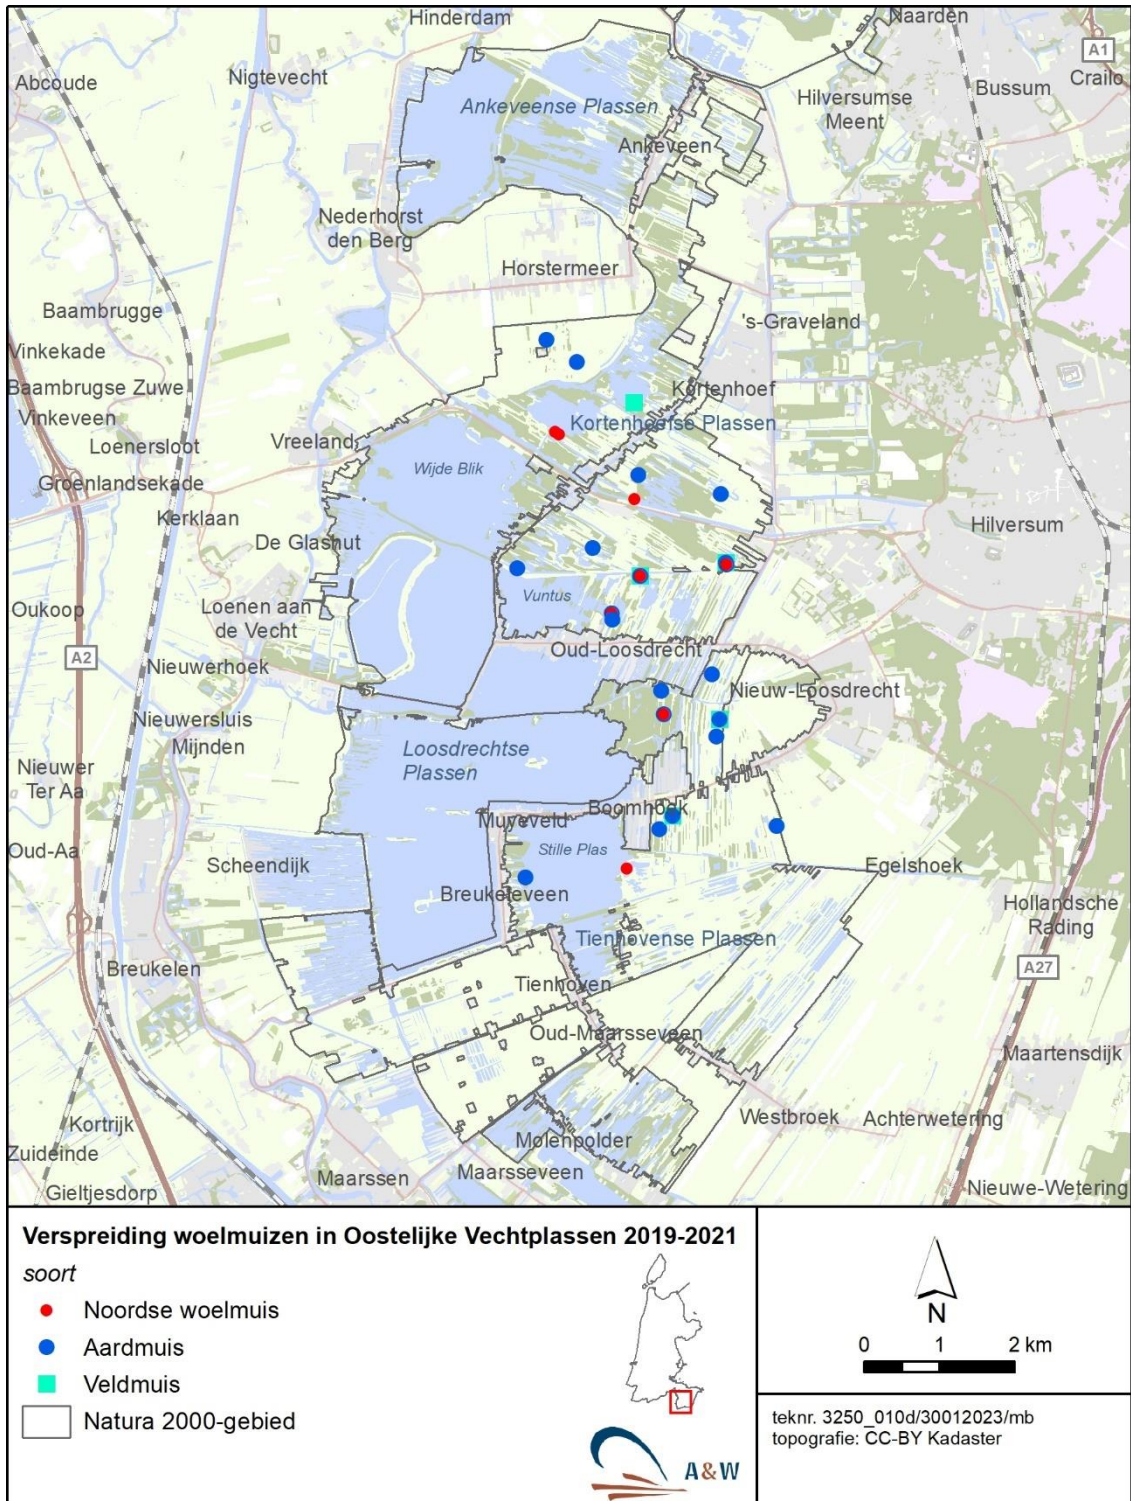 Hinderdam
Naarden
A1
Abcoude
Nigtevecht
Crailo
Bussum
Hilversumse
Meent
Ankeveense Plassen
Ankeveen
Nederhorst
den Berg
Horstermeer
Baambrugge
's-Graveland
Vinkekade
Baambrugse Zuwe
Kortenhoef
Vinkeveen
Kortenhoefse Plassen
Loenersloot
Vreeland
Wijde Blik
Groenlandsekade
Kerklaan
Hilversum
De Glashut
Vuntus
Oukoop
Loenen aan
de Vecht
A2
Oud-Loosdrecht
Nieuwerhoek
Nieuw-Loosdrecht
Nieuwersluis
Mijnden
Loosdrechtse
Plassen
Nieuwer
Ter Aa
Boomhoek
Muyeveld
Oud-Aa
Stille Plas
Scheendijk
Egelshoek
Breukeleveen
Hollandsche
Rading
Tienhovense Plassen
Breukelen
A27
Tienhoven
Oud-Maarsseveen
Maartensdijk
Kortrijk
Westbroek
Achterwetering
Molenpolder
Zuideinde
Maarssen
Maarsseveen
Gieltjesdorp
Nieuwe-Wetering
Verspreiding woelmuizen in Oostelijke Vechtplassen 2019-2021
soort
Noordse woelmuis
Aardmuis
Veldmuis
Natura 2000-gebied
A&W
N
0 1 2 km
teknr. 3250_010d/30012023/mb
topografie: CC-BY Kadaster